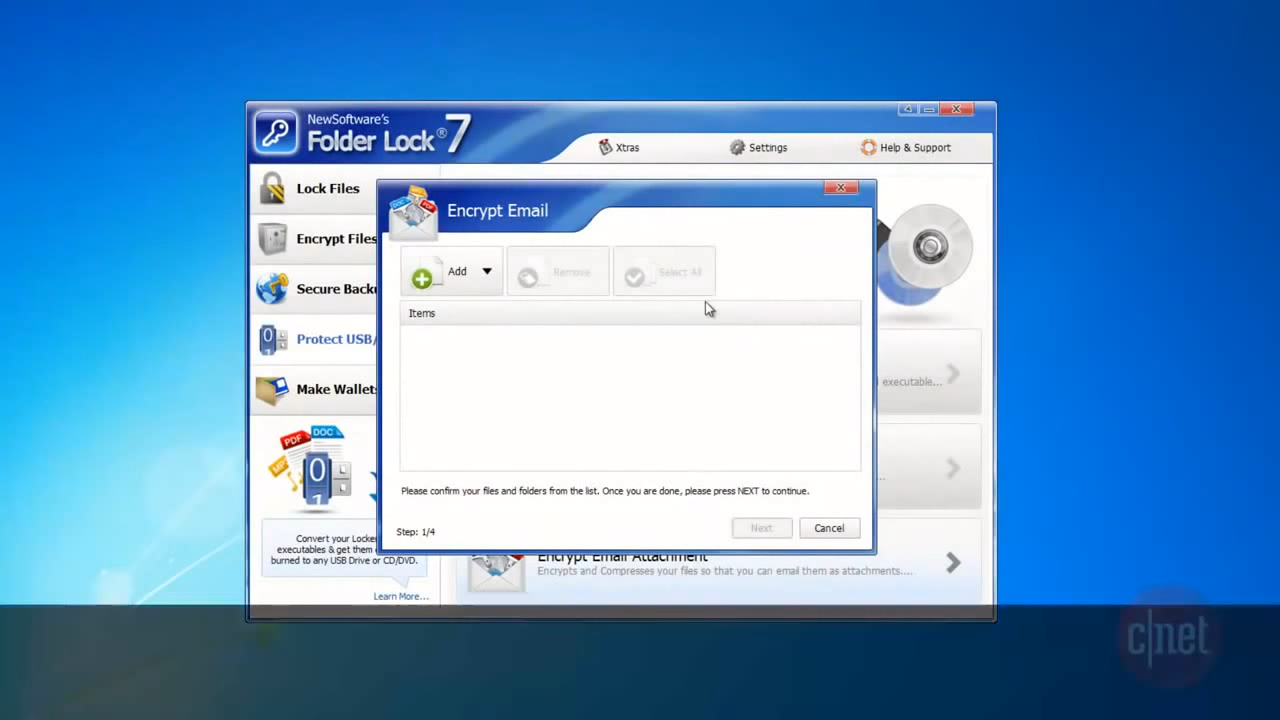 NewSoftware's
Folder Lock® 7
Xtras
Settings
Help & Support
Lock Files
Encrypt Files
Secure Backu
Protect USB/
Make Wallets
Encrypt Email
DOC
PDF
Add
Remove
Select All
Items
Please confirm your files and folders from the list. Once you are done, please press NEXT to continue.
Step: 1/4
Next
Cancel
executable...
PDF
DOC
MP
Convert your Locker
executables & get them
burned to any USB Drive or CD/DVD.
Learn More...
Encrypt Email Attachment
Encrypts and Compresses your files so that you can email them as attachments....
c|net